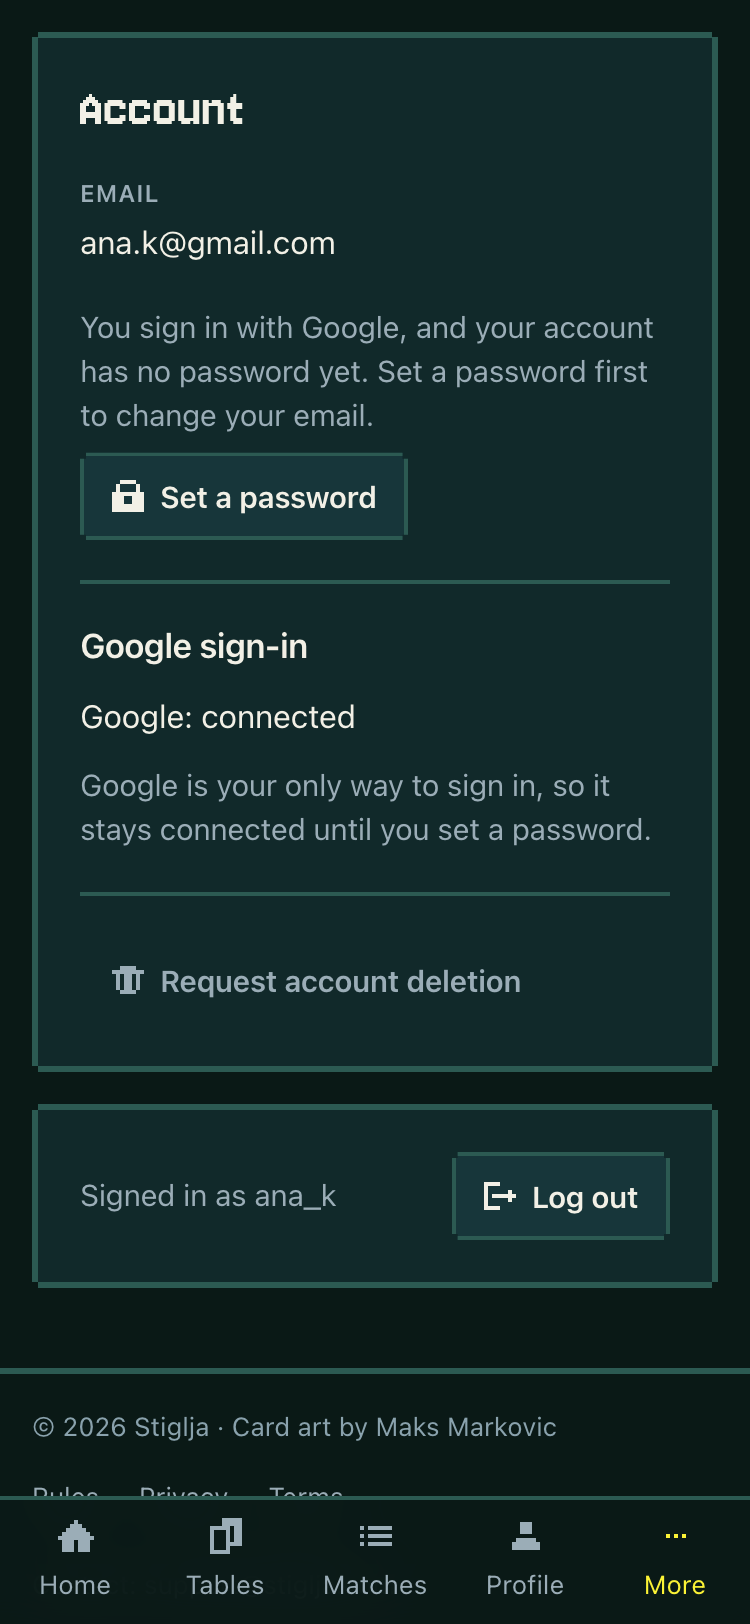 Account
EMAIL
ana.k@gmail.com
You sign in with Google, and your account
has no password yet. Set a password first
to change your email.
Set a password
Google sign-in
Google: connected
Google is your only way to sign in, so it
stays connected until you set a password.
Request account deletion
Signed in as ana_k
Log out
© 2026 Stiglja · Card art by Maks Markovic
Rules Privacy Terms
Home Tables Matches Profile More